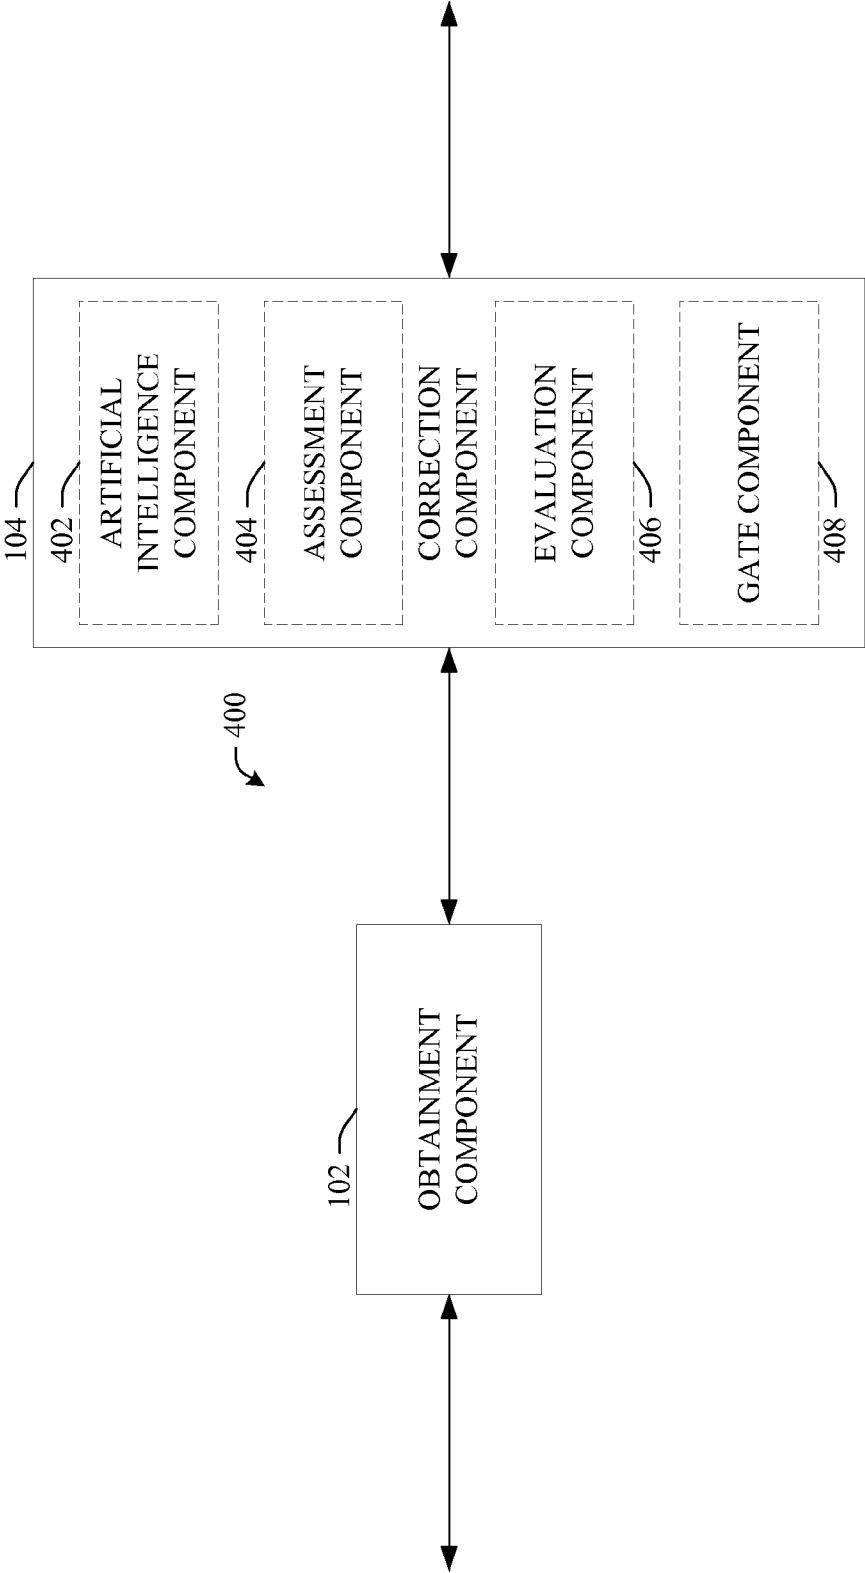 400
102
OBTAINMENT
COMPONENT
104
402
ARTIFICIAL
INTELLIGENCE
COMPONENT
404
ASSESSMENT
COMPONENT
CORRECTION
COMPONENT
EVALUATION
COMPONENT
406
GATE COMPONENT
408